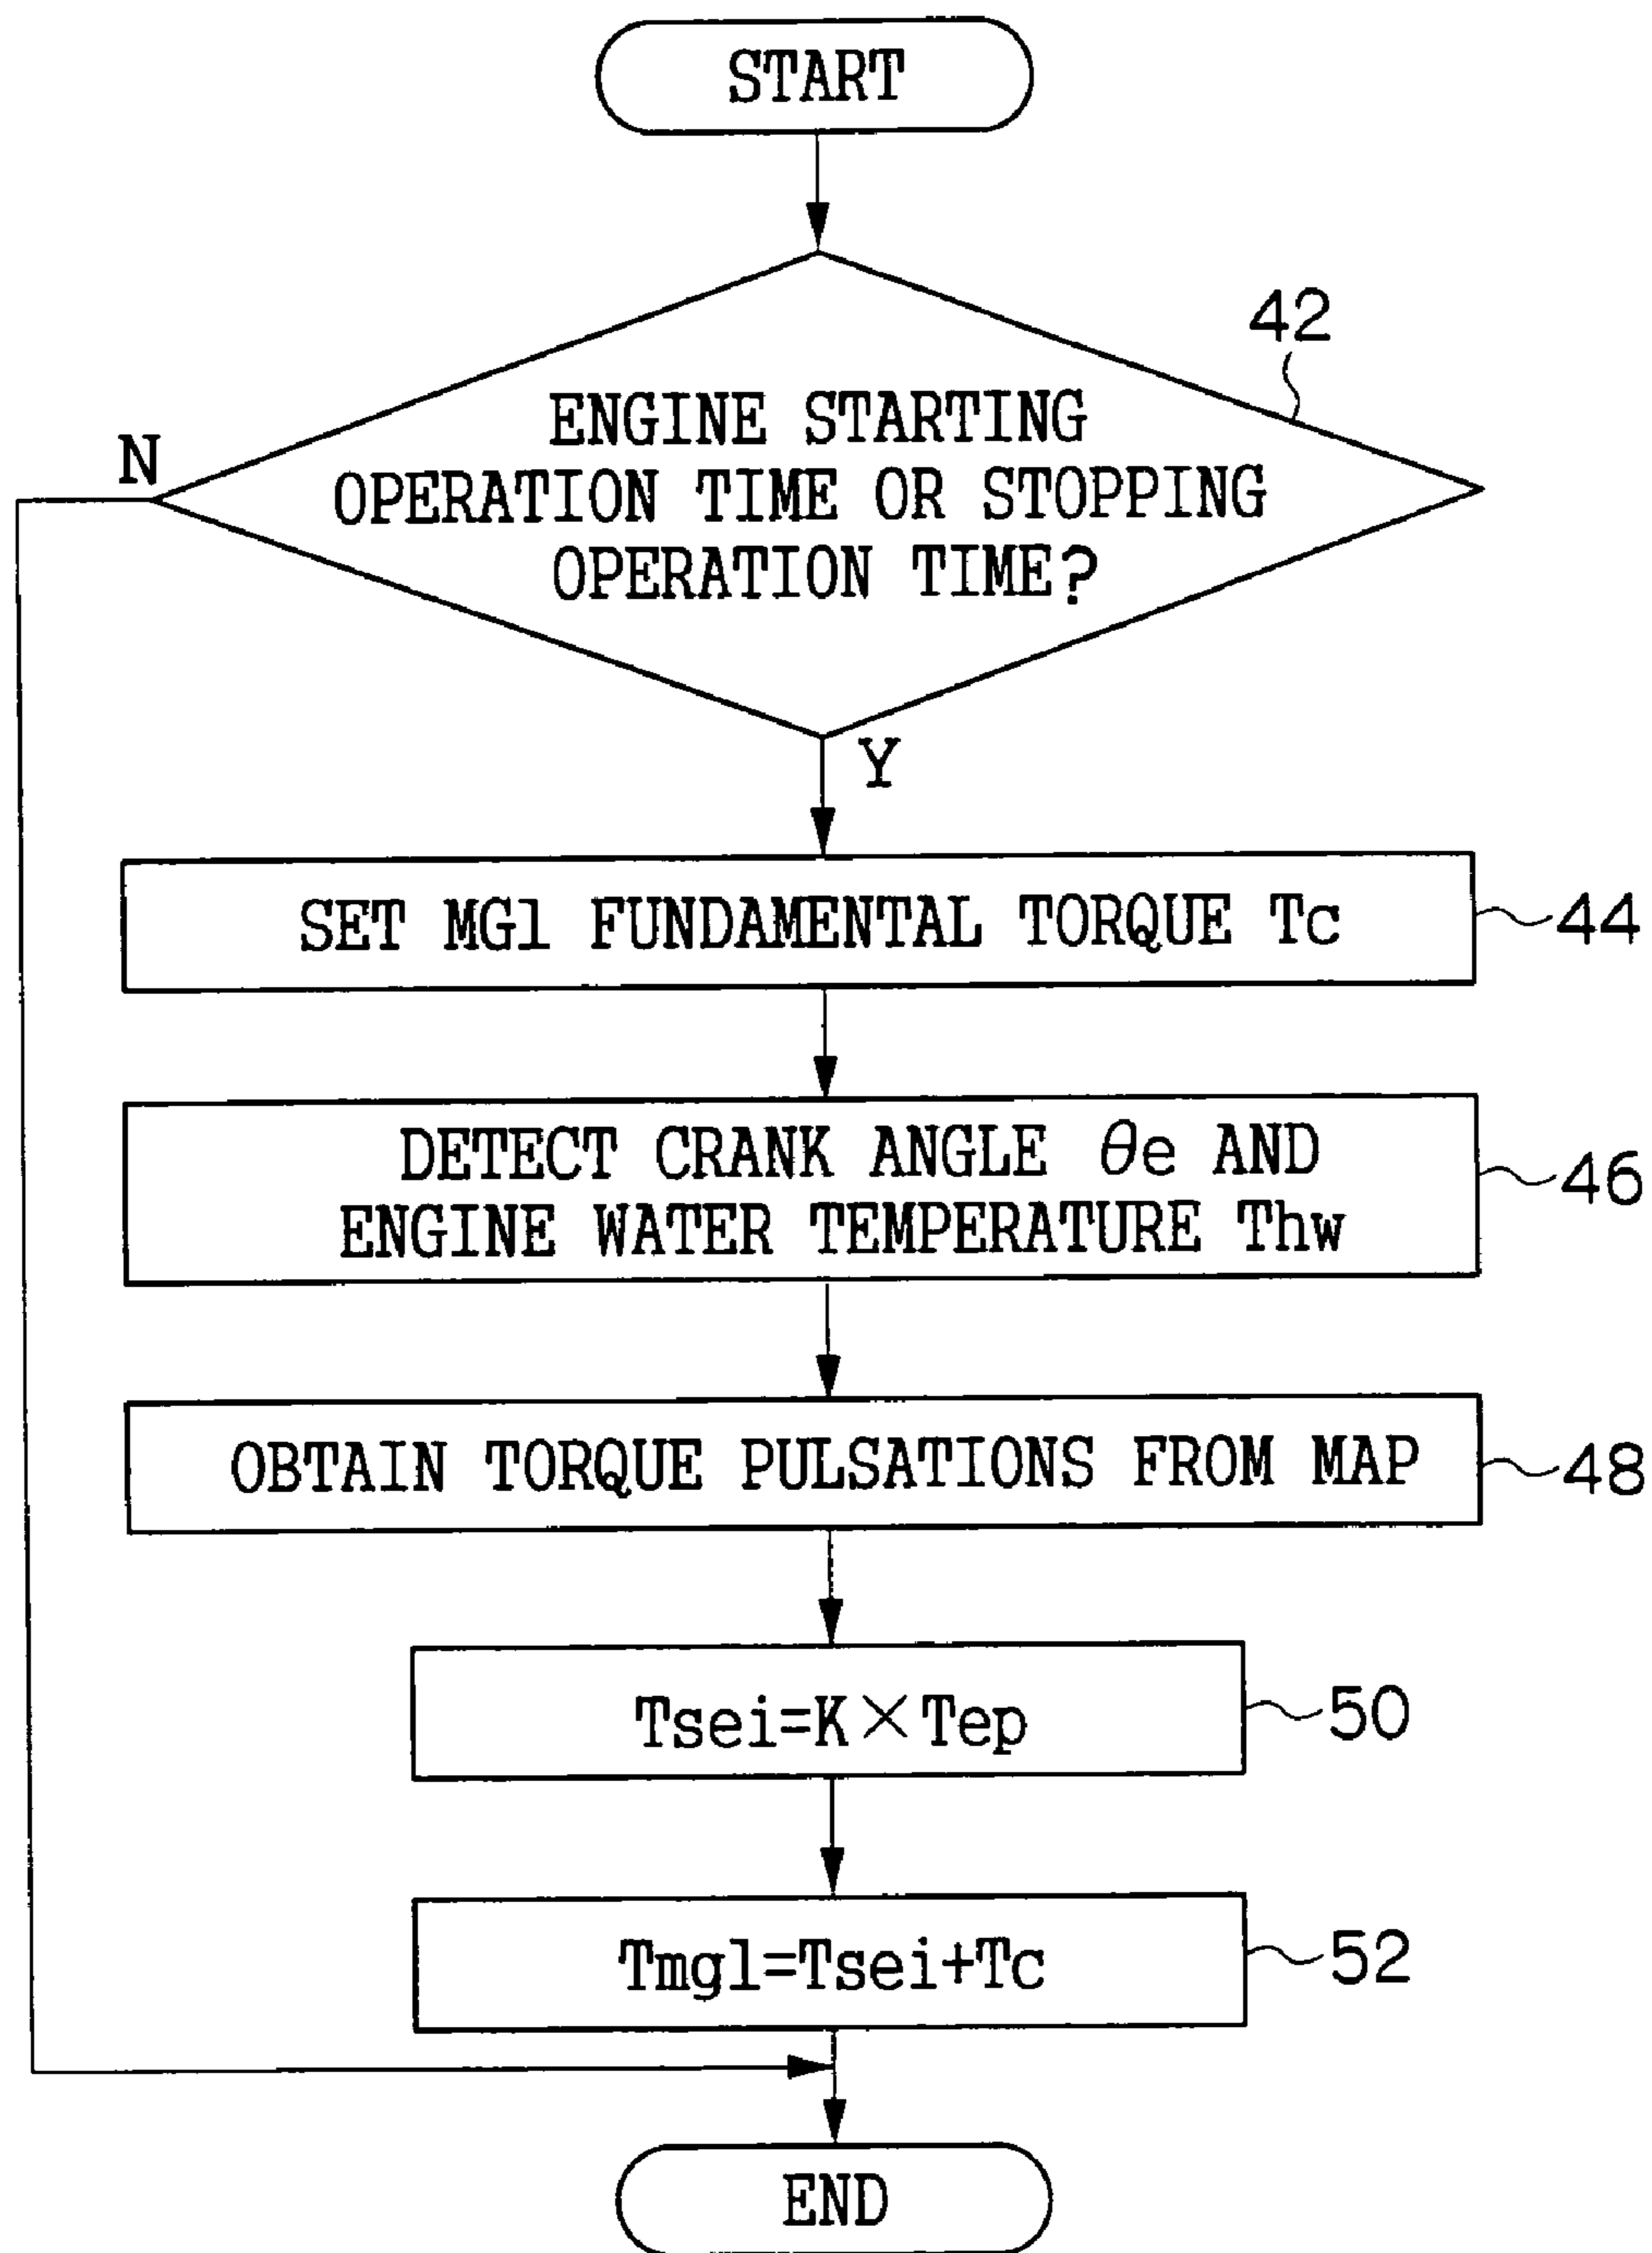 START
42
ENGINE STARTING
OPERATION TIME OR STOPPING
OPERATION TIME?
N
Y
SET MG1 FUNDAMENTAL TORQUE Tc
44
DETECT CRANK ANGLE θe AND
ENGINE WATER TEMPERATURE Thw
46
OBTAIN TORQUE PULSATIONS FROM MAP
48
Tsei=K×Tep
50
Tmg1=Tsei+Tc
52
END